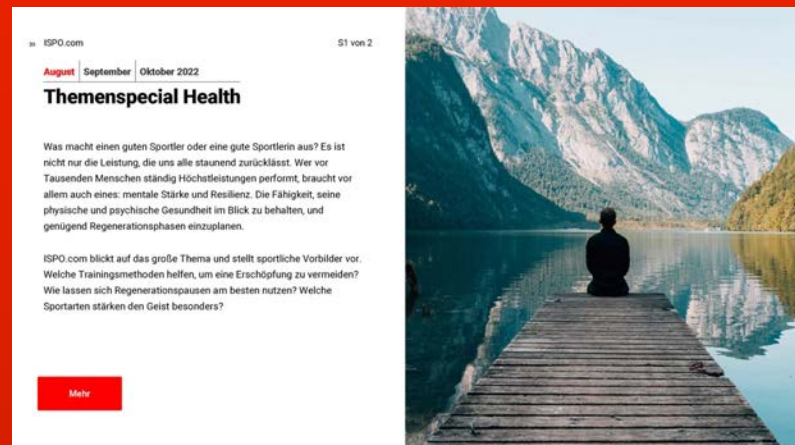 ISPO.com
S1 von 2
August | September | Oktober 2022
Themenspecial Health
Was macht einen guten Sportler oder eine gute Sportlerin aus? Es ist
nicht nur die Leistung, die uns alle staunend zurücklässt. Wer vor
Tausenden Menschen ständig Höchstleistungen performt, braucht vor
allem auch eines: mentale Stärke und Resilienz. Die Fähigkeit, seine
physische und psychische Gesundheit im Blick zu behalten, und
genügend Regenerationsphasen einzuplanen.
ISPO.com blickt auf das große Thema und stellt sportliche Vorbilder vor.
Welche Trainingsmethoden helfen, um eine Erschöpfung zu vermeiden?
Wie lassen sich Regenerationspausen am besten nutzen? Welche
Sportarten stärken den Geist besonders?
Mehr